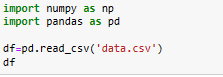 import numpy as np
import pandas as pd
df=pd.read_csv('data.csv')
df